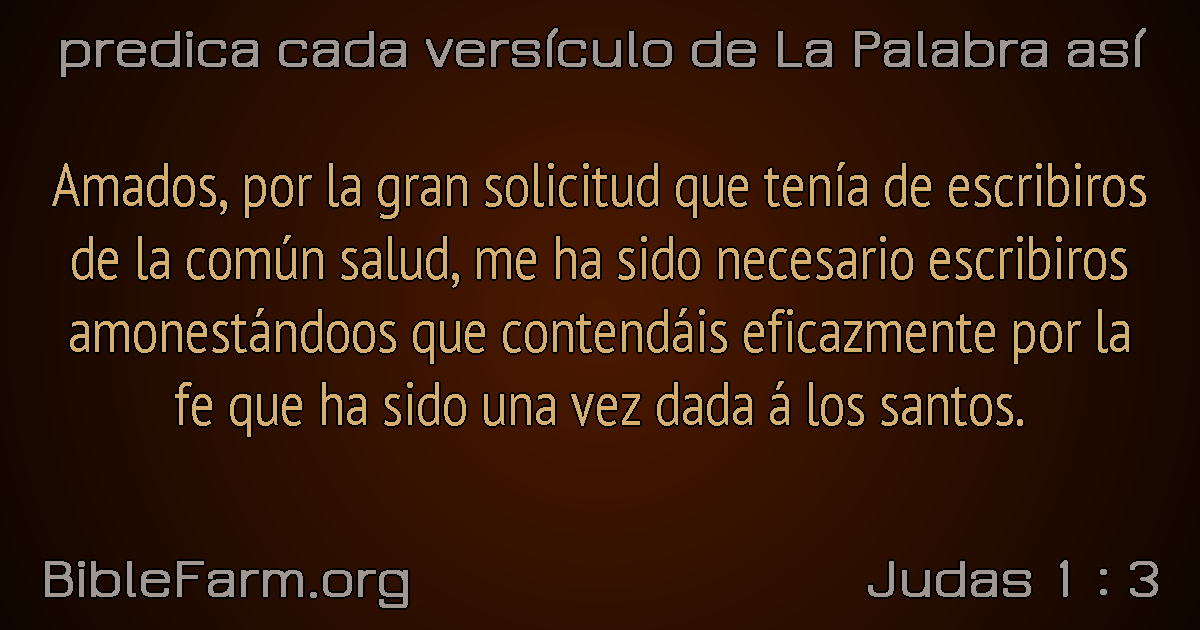 predica cada versículo de La Palabra así
Amados, por la gran solicitud que tenía de escribiros
de la común salud, me ha sido necesario escribiros
amonestándoos que contendáis eficazmente por la
fe que ha sido una vez dada á los santos.
BibleFarm.org
Judas 1 : 3